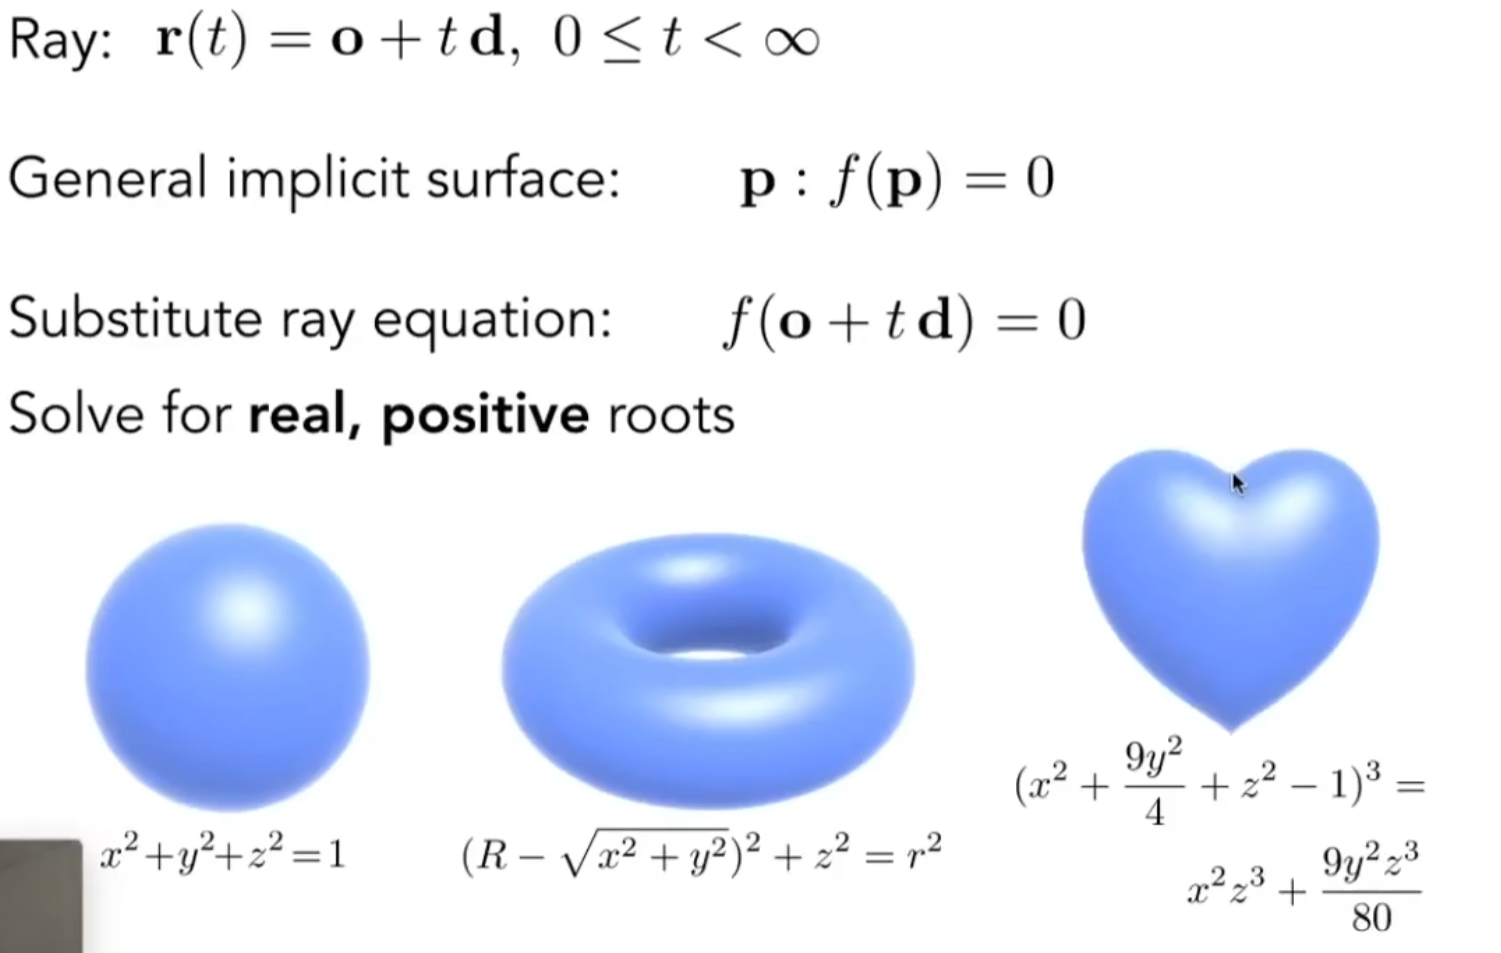 Ray: r(t) = o + t d, 0 ≤ t < ∞
General implicit surface: p : f(p) = 0
Substitute ray equation: f(o + t d) = 0
Solve for real, positive roots
x² + y² + z² = 1
(R − √(x² + y²))² + z² = r²
(x² + 9y²/4 + z² − 1)³ =
x²z³ + 9y²z³/80